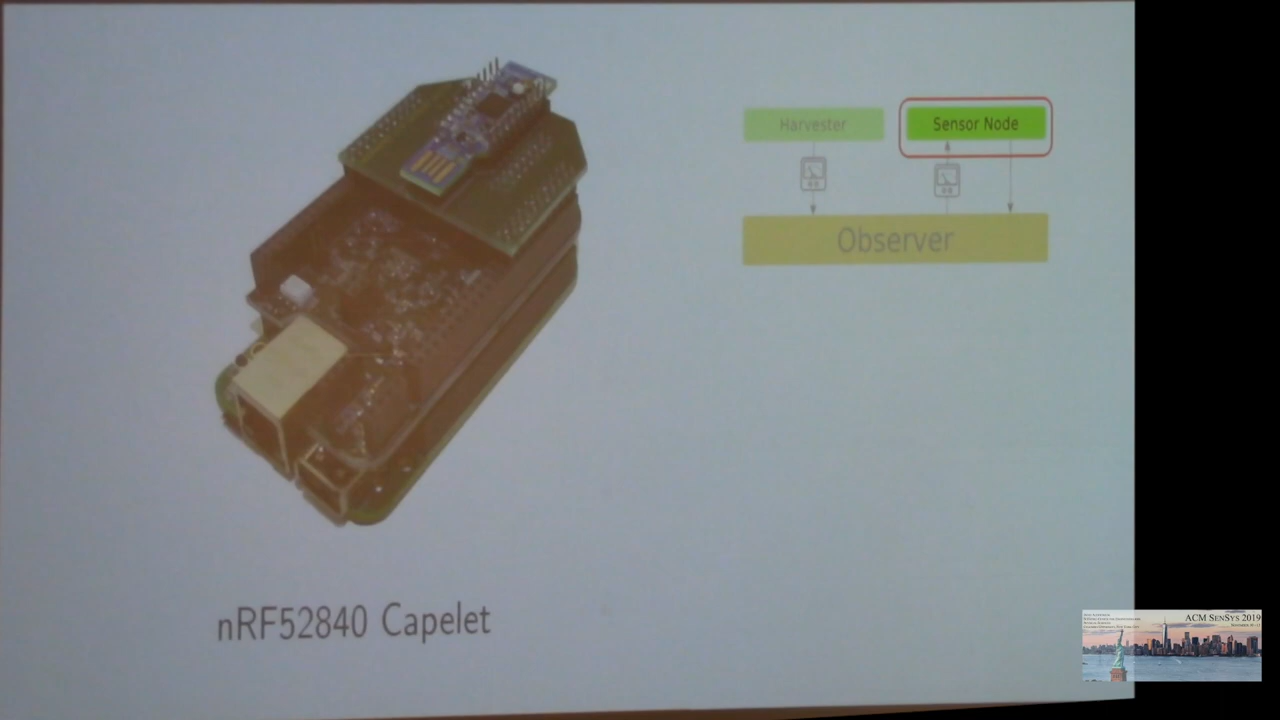 Harvester
Sensor Node
Observer
nRF52840 Capelet
ACM SenSys 2019